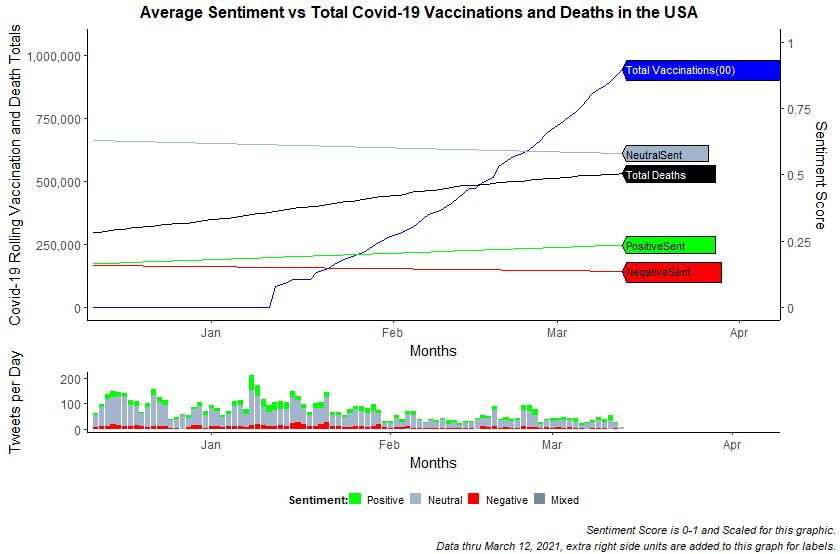 Average Sentiment vs Total Covid-19 Vaccinations and Deaths in the USA
Covid-19 Rolling Vaccination and Death Totals
1,000,000
750,000
500,000
250,000
0
1
0.75
0.5
0.25
0
Sentiment Score
Total Vaccinations(00)
NeutralSent
Total Deaths
PositiveSent
NegativeSent
Jan Feb Mar Apr
Months
Tweets per Day
200
100
0
Jan Feb Mar Apr
Months
Sentiment: Positive Neutral Negative Mixed
Sentiment Score is 0-1 and Scaled for this graphic.
Data thru March 12, 2021, extra right side units are added to this graph for labels.